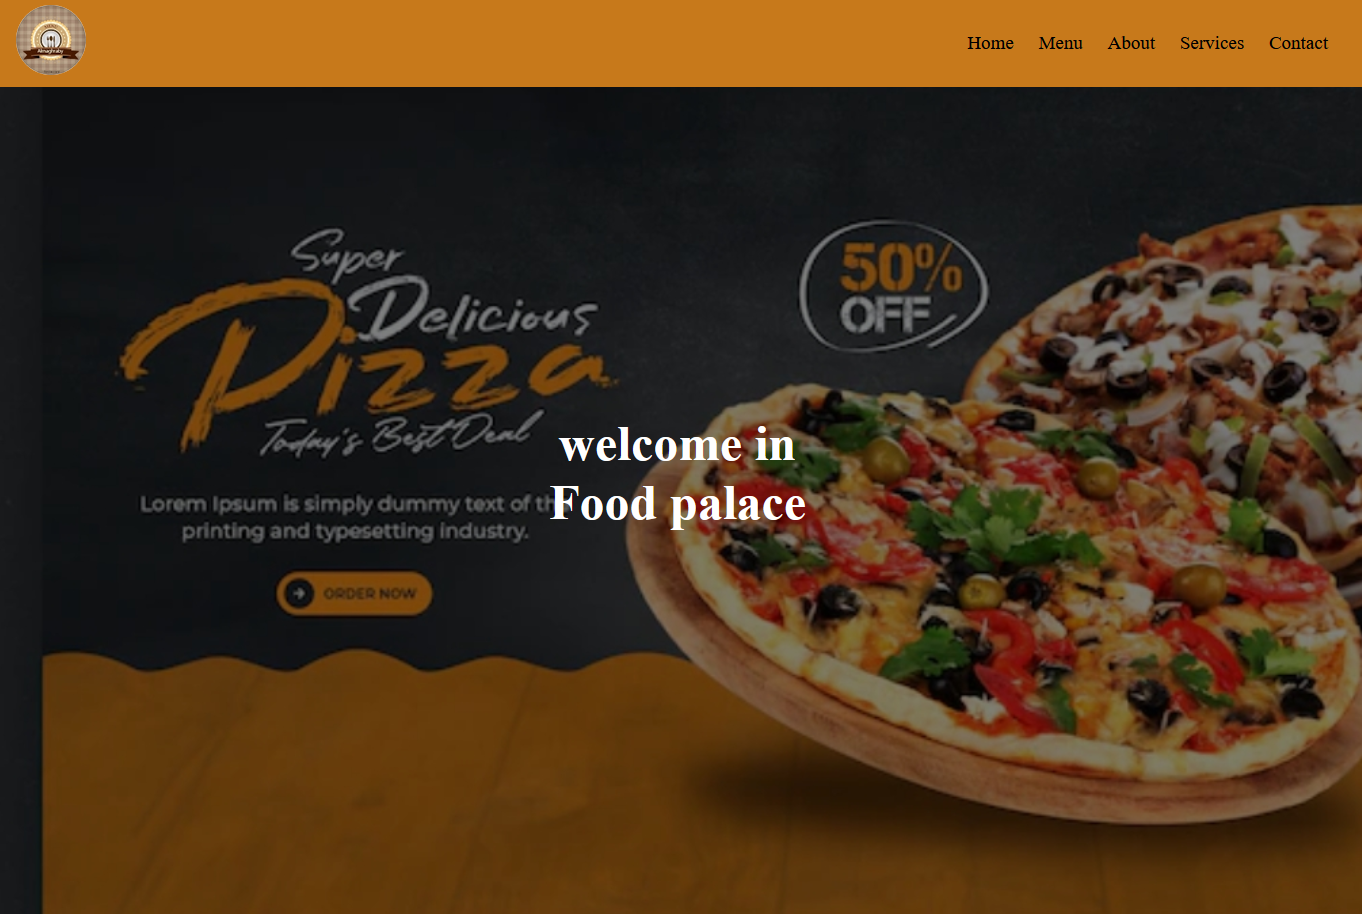 Almaghraby
Home Menu About Services Contact
Super
Delicious
Pizza
Today's Best Deal
50%
OFF
welcome in
Food palace
Lorem Ipsum is simply dummy text of th
printing and typesetting industry.
ORDER NOW